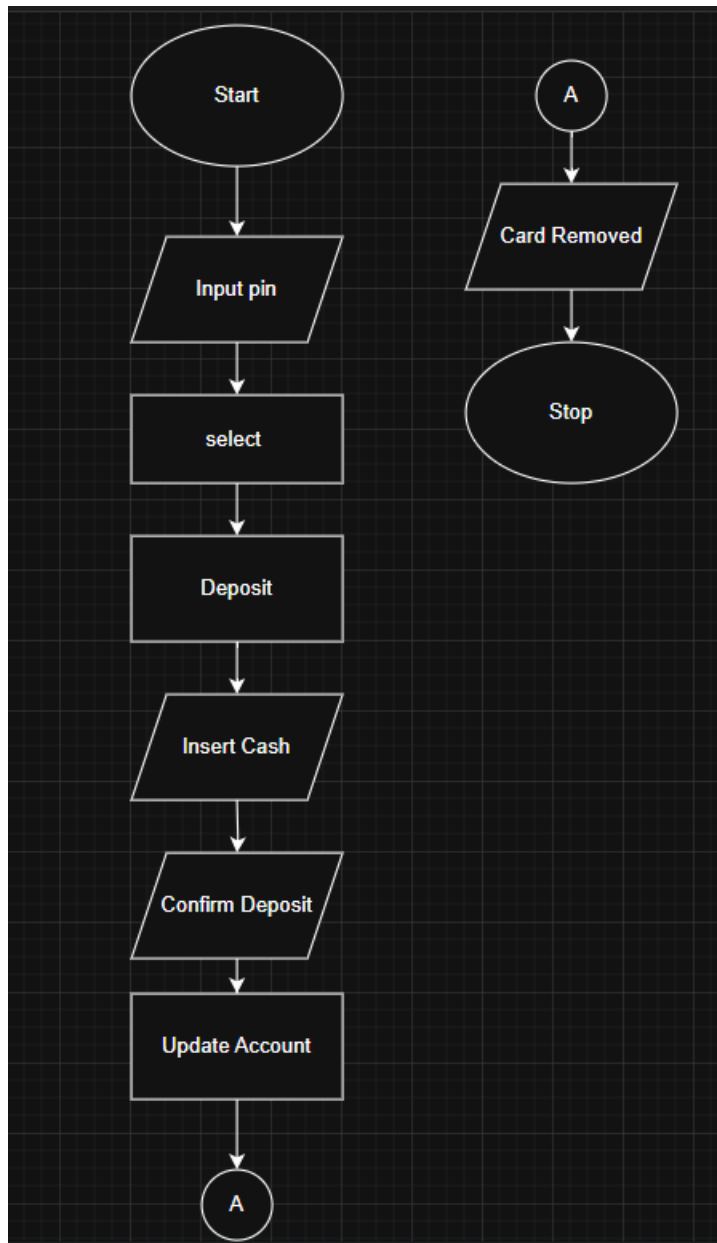 Start
Input pin
select
Deposit
Insert Cash
Confirm Deposit
Update Account
A
A
Card Removed
Stop